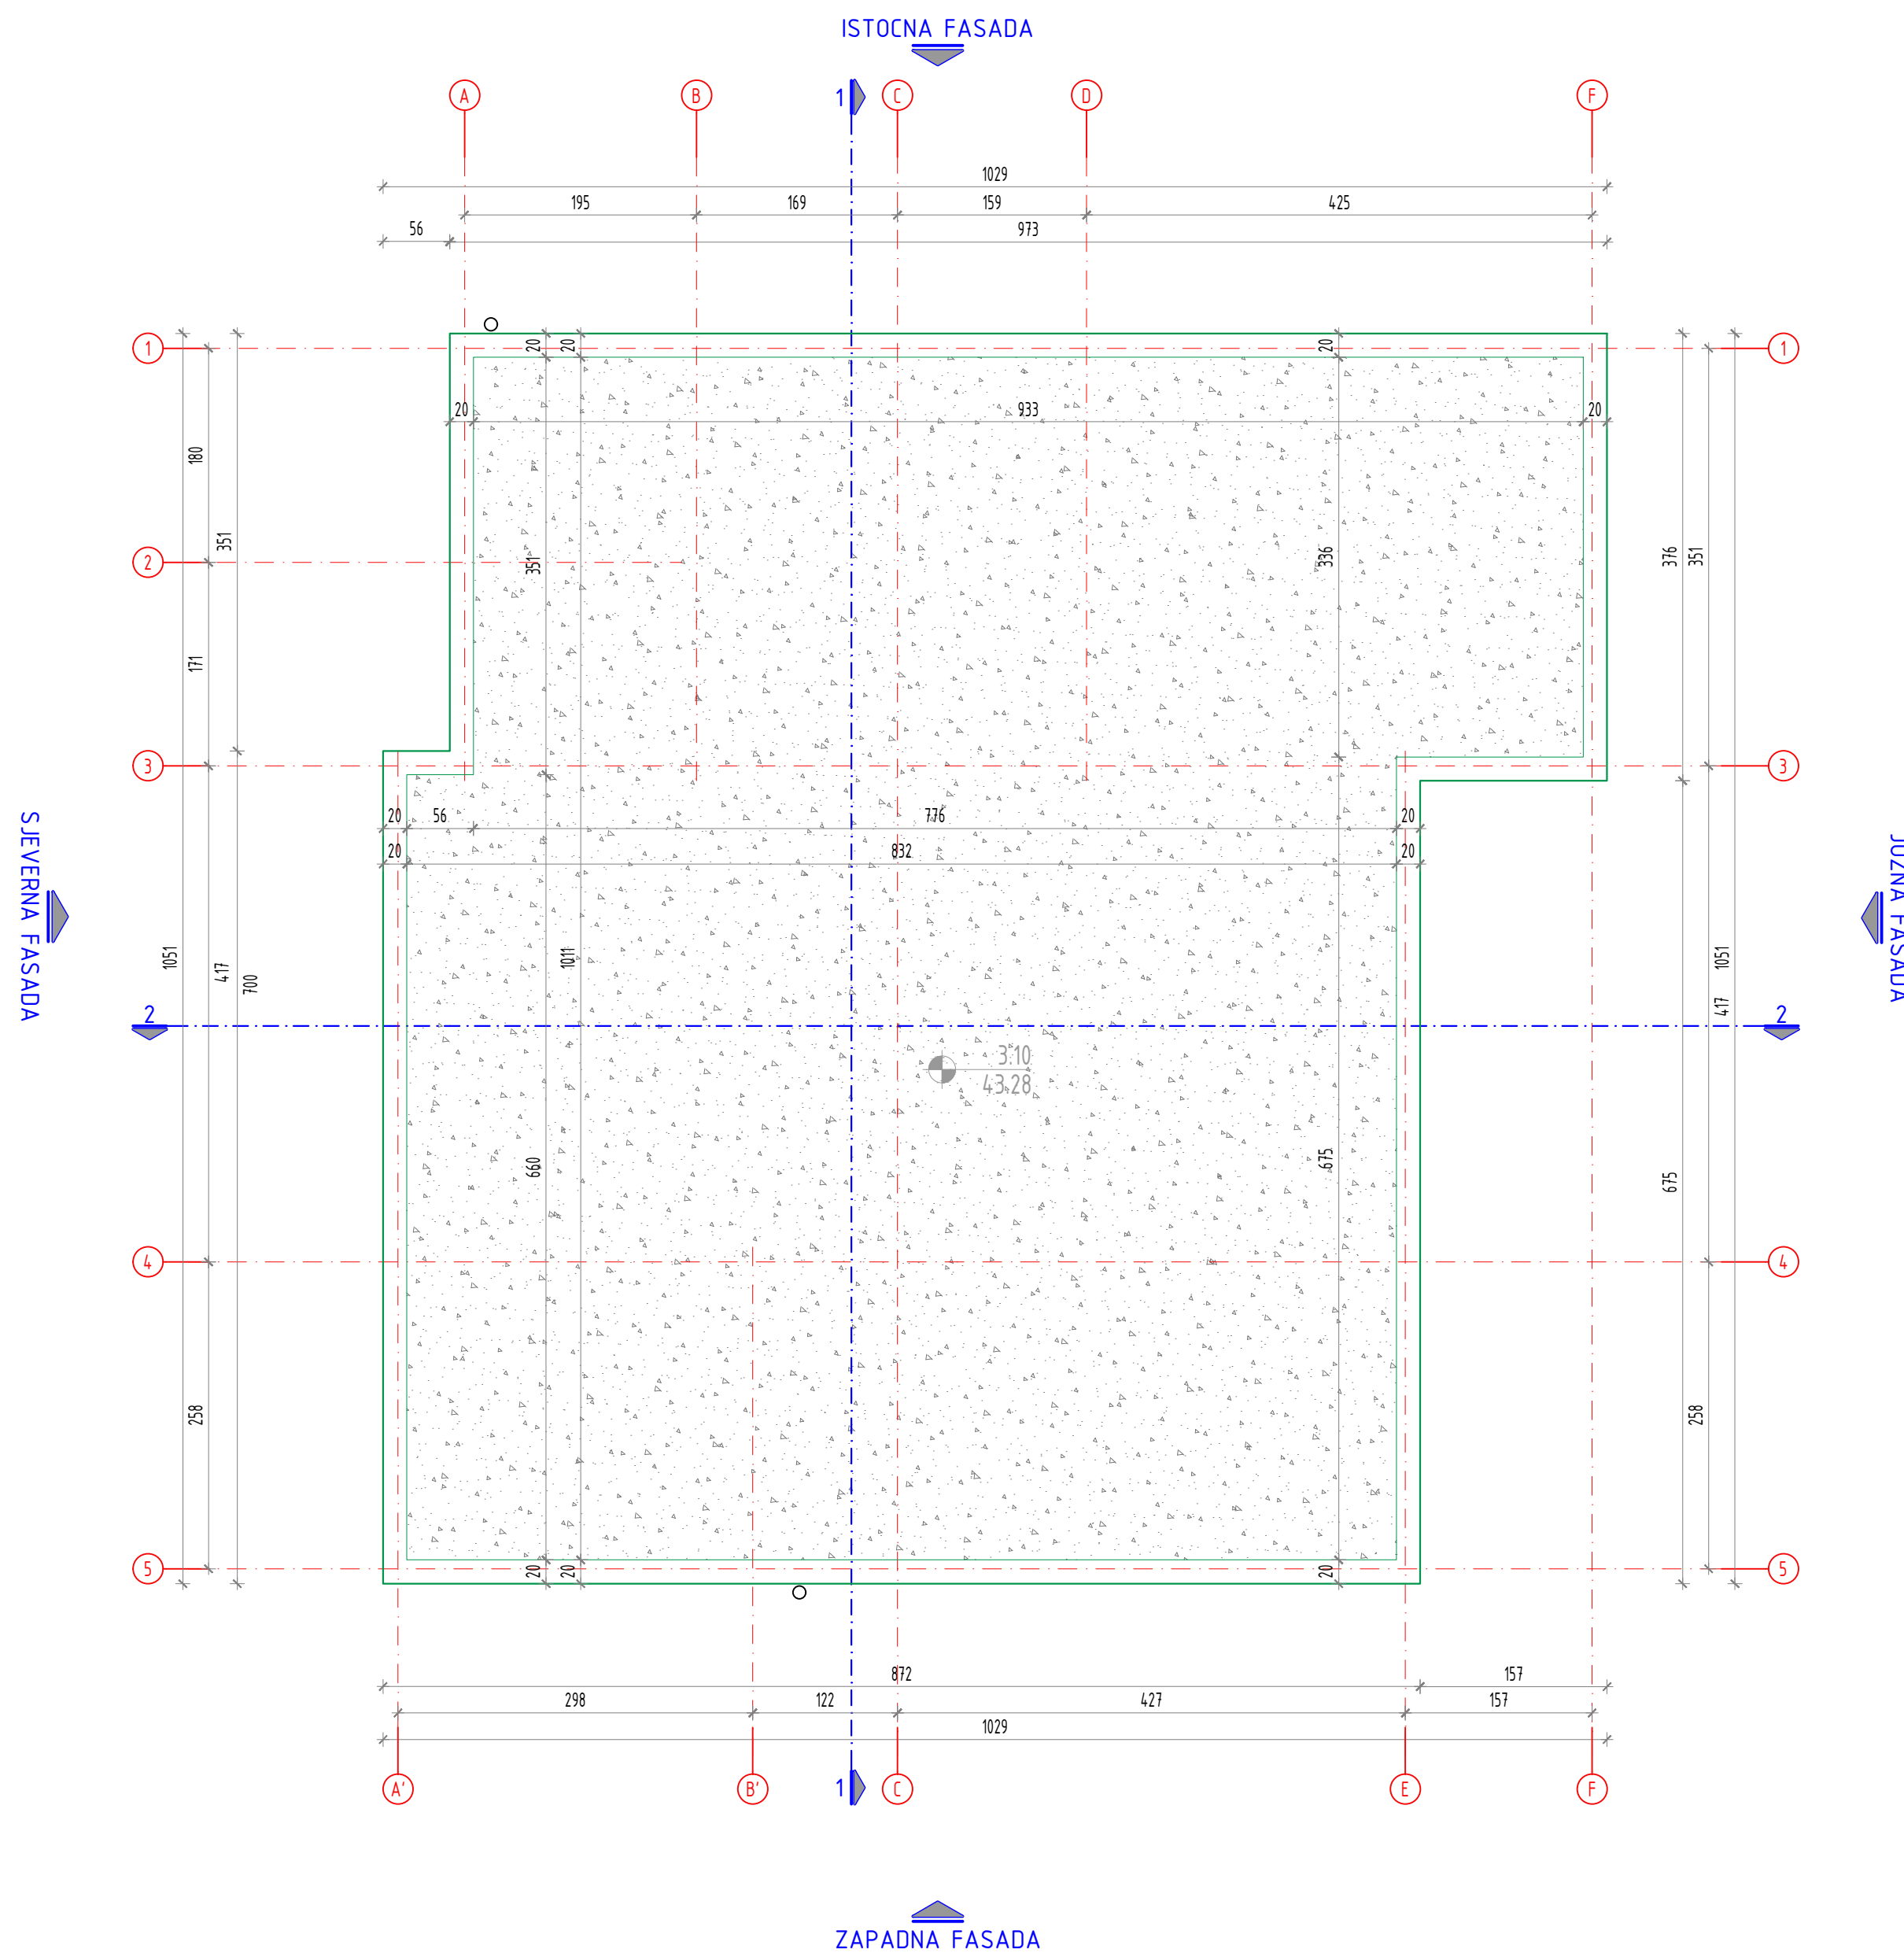 ISTOCNA FASADA
A B 1 C D F
1029
195 169 159 425
56 973
1 20 20 20 1
20 933 20
180
351 351 336 376 351
2
171
3 3
20 56 776 20
20 832 20
SJEVERNA FASADA
JUZNA FASADA
1051 417 700 1011 1051 417
2 2
3.10
43.28
660 675 675
4 4
258 258
5 20 20 20 5
872 157
298 122 427 157
1029
A' B' 1 C E F
ZAPADNA FASADA